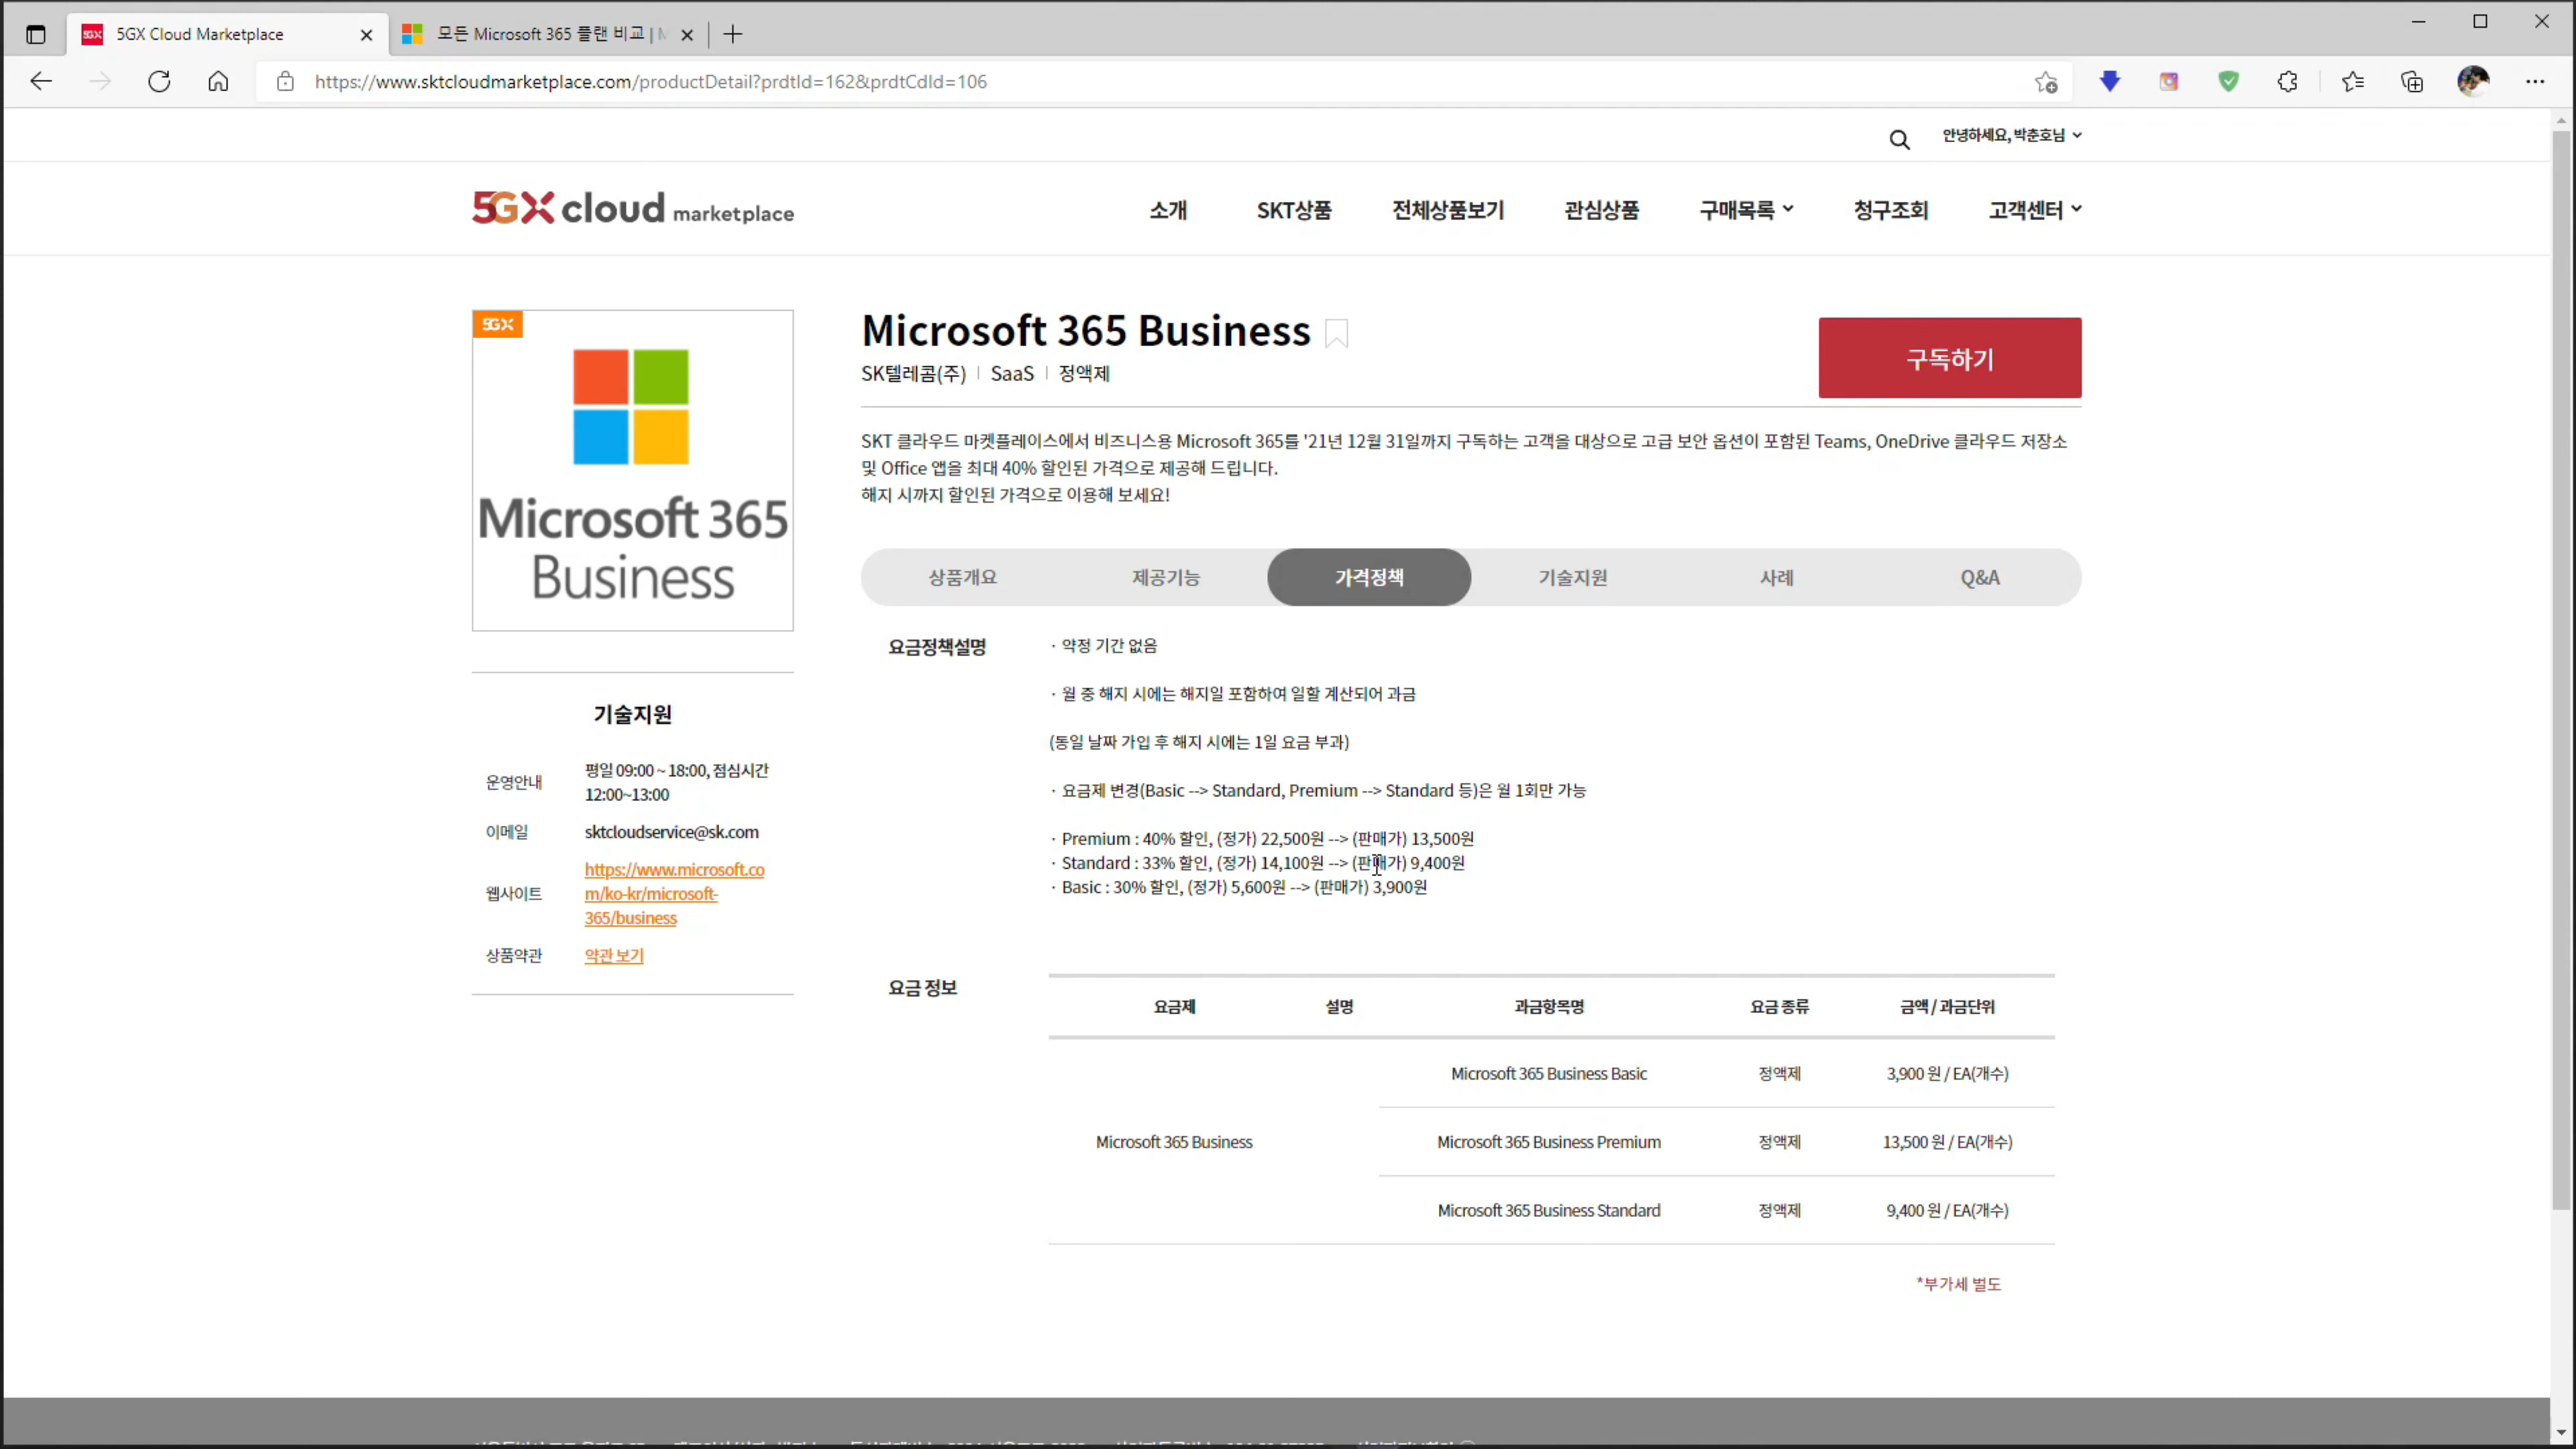 5GX Cloud Marketplace
모든 Microsoft 365 플랜 비교 |
https://www.sktcloudmarketplace.com/productDetail?prdtId=162&prdtCdId=106
안녕하세요, 박춘호님
5GX cloud marketplace
소개 SKT상품 전체상품보기 관심상품 구매목록 청구조회 고객센터
5GX
Microsoft 365
Business
Microsoft 365 Business
구독하기
SK텔레콤(주) | SaaS | 정액제
SKT 클라우드 마켓플레이스에서 비즈니스용 Microsoft 365를 '21년 12월 31일까지 구독하는 고객을 대상으로 고급 보안 옵션이 포함된 Teams, OneDrive 클라우드 저장소
및 Office 앱을 최대 40% 할인된 가격으로 제공해 드립니다.
해지 시까지 할인된 가격으로 이용해 보세요!
상품개요 제공기능 가격정책 기술지원 사례 Q&A
기술지원
운영안내 평일 09:00 ~ 18:00, 점심시간
12:00~13:00
이메일 sktcloudservice@sk.com
웹사이트 https://www.microsoft.co
m/ko-kr/microsoft-
365/business
상품약관 약관 보기
요금정책설명
· 약정 기간 없음
· 월 중 해지 시에는 해지일 포함하여 일할 계산되어 과금
(동일 날짜 가입 후 해지 시에는 1일 요금 부과)
· 요금제 변경(Basic --> Standard, Premium --> Standard 등)은 월 1회만 가능
· Premium : 40% 할인, (정가) 22,500원 --> (판매가) 13,500원
· Standard : 33% 할인, (정가) 14,100원 --> (판매가) 9,400원
· Basic : 30% 할인, (정가) 5,600원 --> (판매가) 3,900원
요금 정보
요금제 설명 과금항목명 요금 종류 금액 / 과금단위
Microsoft 365 Business Basic 정액제 3,900 원 / EA(개수)
Microsoft 365 Business Microsoft 365 Business Premium 정액제 13,500 원 / EA(개수)
Microsoft 365 Business Standard 정액제 9,400 원 / EA(개수)
*부가세 별도